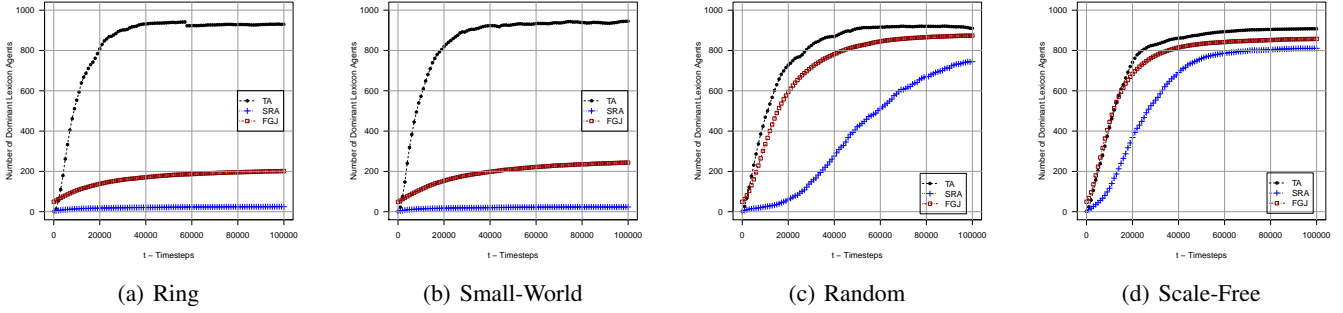 1000
800
600
400
200
0
Number of Dominant Lexicon Agents
TA
SRA
FGJ
0 20000 40000 60000 80000 100000
t − Timesteps
(a) Ring
1000
800
600
400
200
0
Number of Dominant Lexicon Agents
TA
SRA
FGJ
0 20000 40000 60000 80000 100000
t − Timesteps
(b) Small-World
1000
800
600
400
200
0
Number of Dominant Lexicon Agents
TA
SRA
FGJ
0 20000 40000 60000 80000 100000
t − Timesteps
(c) Random
1000
800
600
400
200
0
Number of Dominant Lexicon Agents
TA
SRA
FGJ
0 20000 40000 60000 80000 100000
t − Timesteps
(d) Scale-Free